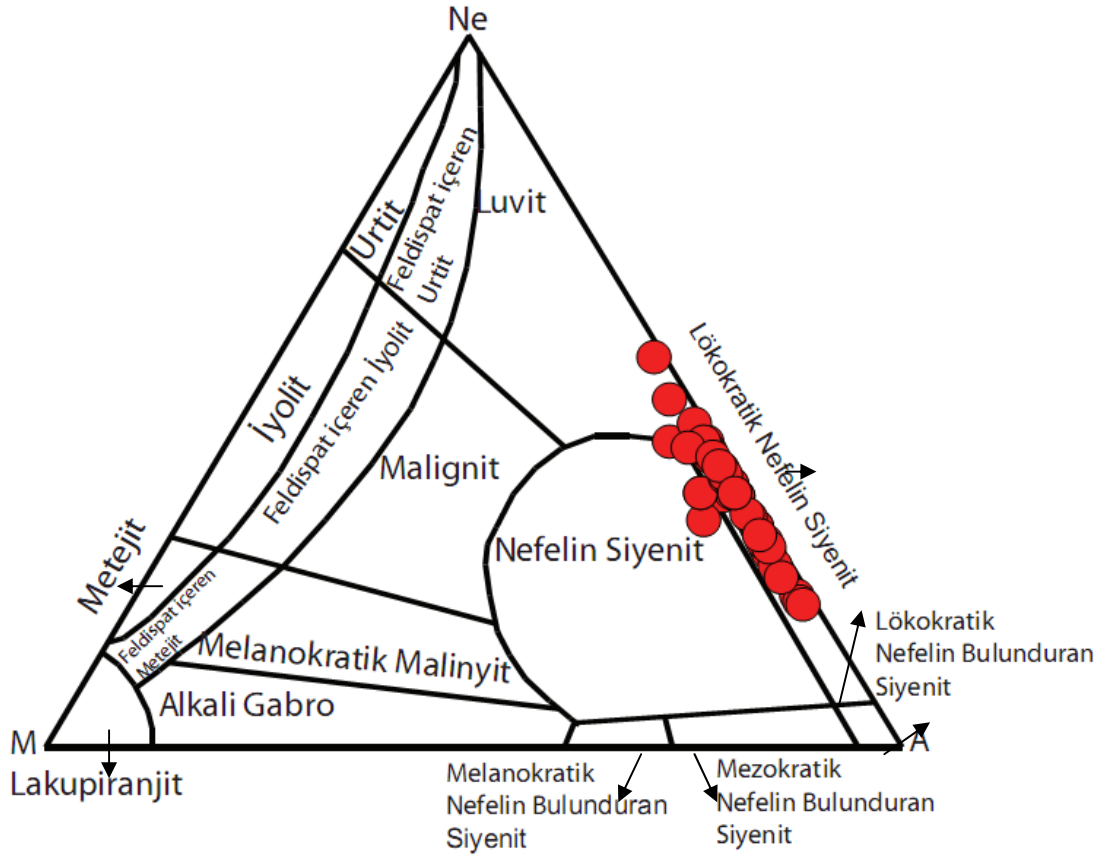 Ne
Urtit
Feldispat içeren
Urtit
Luvit
İyolit
Feldispat içeren İyolit
Malignit
Lökokratik Nefelin Siyenit
Nefelin Siyenit
Metejit
Feldispat içeren
Metejit
Melanokratik Malinyit
Alkali Gabro
Lökokratik
Nefelin Bulunduran
Siyenit
M
A
Lakupiranjit
Melanokratik
Nefelin Bulunduran
Siyenit
Mezokratik
Nefelin Bulunduran
Siyenit